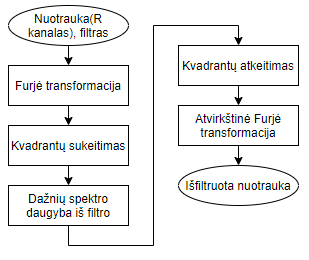 Nuotrauka(R
kanalas), filtras
Furjė transformacija
Kvadrantų sukeitimas
Dažnių spektro
daugyba iš filtro
Kvadrantų atkeitimas
Atvirkštinė Furjė
transformacija
Išfiltruota nuotrauka